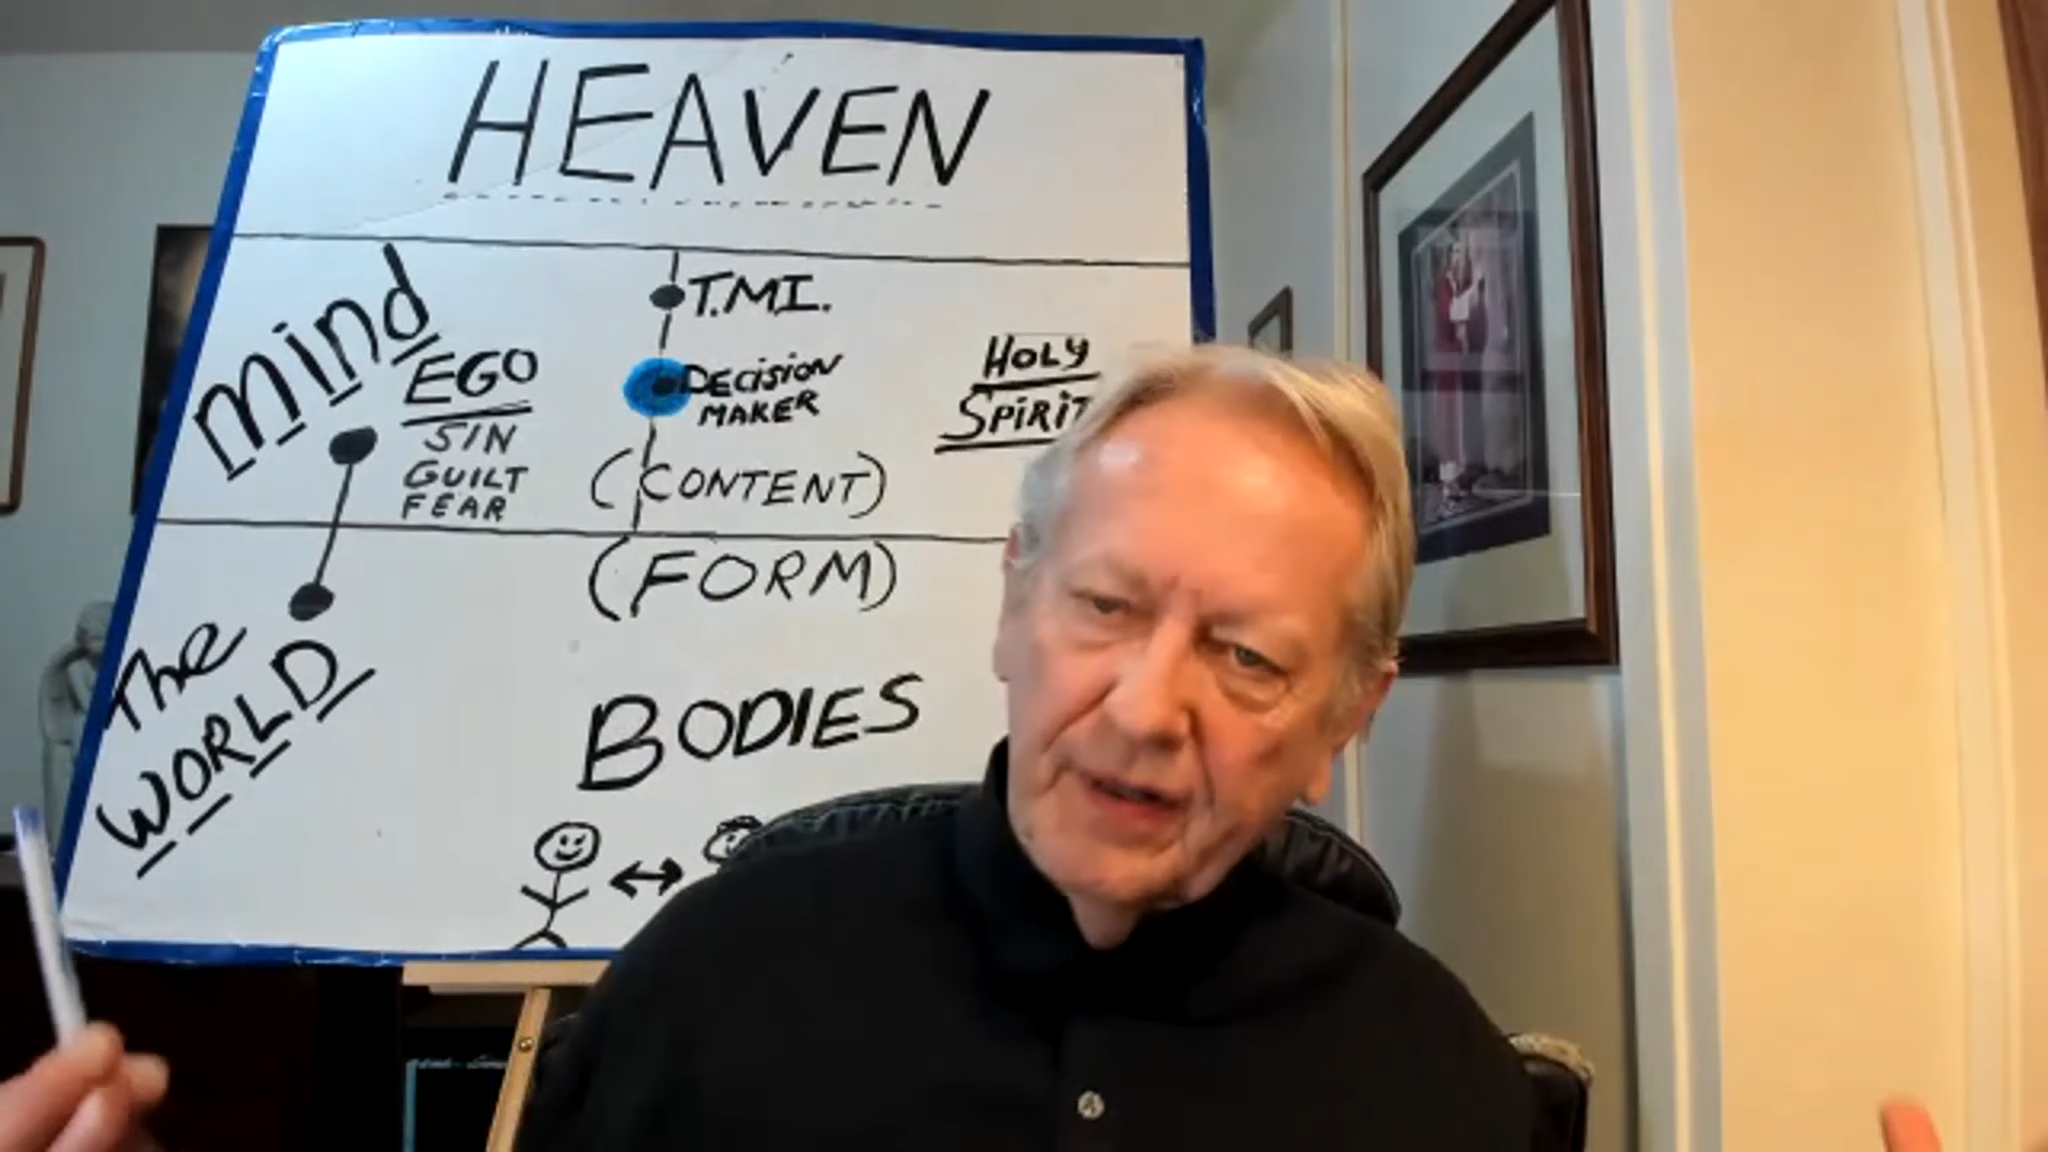 HEAVEN
mind
T.M.I.
EGO
SIN
GUILT
FEAR
DECISION
MAKER
(CONTENT)
HOLY
SPIRIT
(FORM)
The
WORLD
BODIES